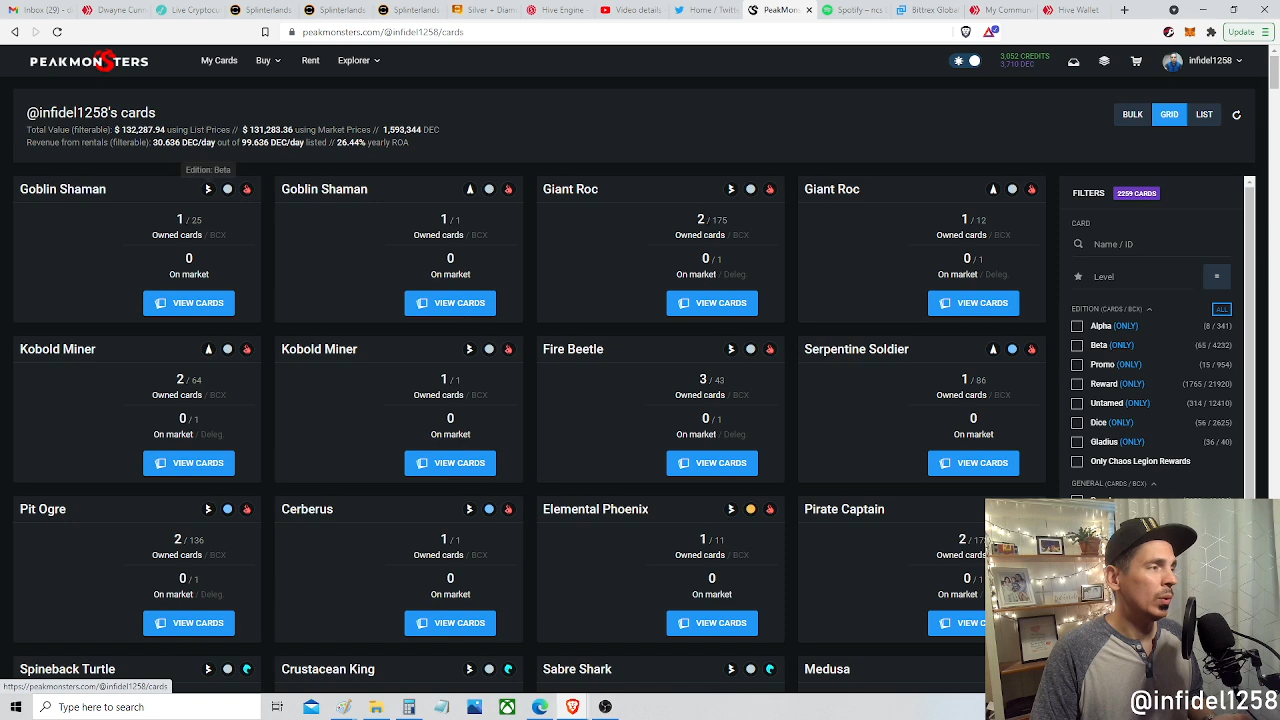 Inbox (29) - c
Dwayne Cumm
Live Cryptocur
Splinterlands
Splinterlands
Splinterlands
Silver + Diam
Hive Engine -
Video details
Home / Twitte
PeakMons
Spotify – ncs
Bittrex Globa
My Commun
Hive Wallet
peakmonsters.com/@infidel1258/cards
Update
PEAKMONSTERS
My Cards
Buy
Rent
Explorer
3,052 CREDITS
3,710 DEC
infidel1258
@infidel1258's cards
Total Value (filterable): $ 132,287.94 using List Prices // $ 131,283.36 using Market Prices // 1,593,344 DEC
Revenue from rentals (filterable): 30.636 DEC/day out of 99.636 DEC/day listed // 26.44% yearly ROA
BULK
GRID
LIST
Edition: Beta
Goblin Shaman
1 / 25
Owned cards / BCX
0
On market
VIEW CARDS
Goblin Shaman
1 / 1
Owned cards / BCX
0
On market
VIEW CARDS
Giant Roc
2 / 175
Owned cards / BCX
0 / 1
On market / Deleg.
VIEW CARDS
Giant Roc
1 / 12
Owned cards / BCX
0 / 1
On market / Deleg.
VIEW CARDS
Kobold Miner
2 / 64
Owned cards / BCX
0 / 1
On market / Deleg.
VIEW CARDS
Kobold Miner
1 / 1
Owned cards / BCX
0
On market
VIEW CARDS
Fire Beetle
3 / 43
Owned cards / BCX
0 / 1
On market / Deleg.
VIEW CARDS
Serpentine Soldier
1 / 86
Owned cards / BCX
0
On market
VIEW CARDS
Pit Ogre
2 / 136
Owned cards / BCX
0 / 1
On market / Deleg.
VIEW CARDS
Cerberus
1 / 1
Owned cards / BCX
0
On market
VIEW CARDS
Elemental Phoenix
1 / 11
Owned cards / BCX
0
On market
VIEW CARDS
Pirate Captain
Owned cards
On market
VIEW CARDS
Spineback Turtle
Crustacean King
Sabre Shark
Medusa
FILTERS
2259 CARDS
CARD
Name / ID
Level
=
EDITION (CARDS / BCX)
ALL
Alpha (ONLY) (8 / 341)
Beta (ONLY) (65 / 4232)
Promo (ONLY) (15 / 954)
Reward (ONLY) (1765 / 21920)
Untamed (ONLY) (314 / 12410)
Dice (ONLY) (56 / 2625)
Gladius (ONLY) (36 / 40)
Only Chaos Legion Rewards
GENERAL (CARDS / BCX)
https://peakmonsters.com/@infidel1258/cards
Type here to search
@infidel1258